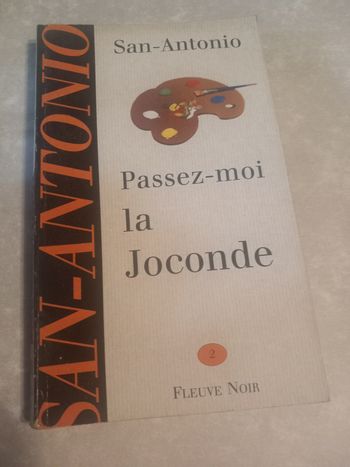 SAN-ANTONIO
San-Antonio
Passez-moi
la
Joconde
2
FLEUVE NOIR